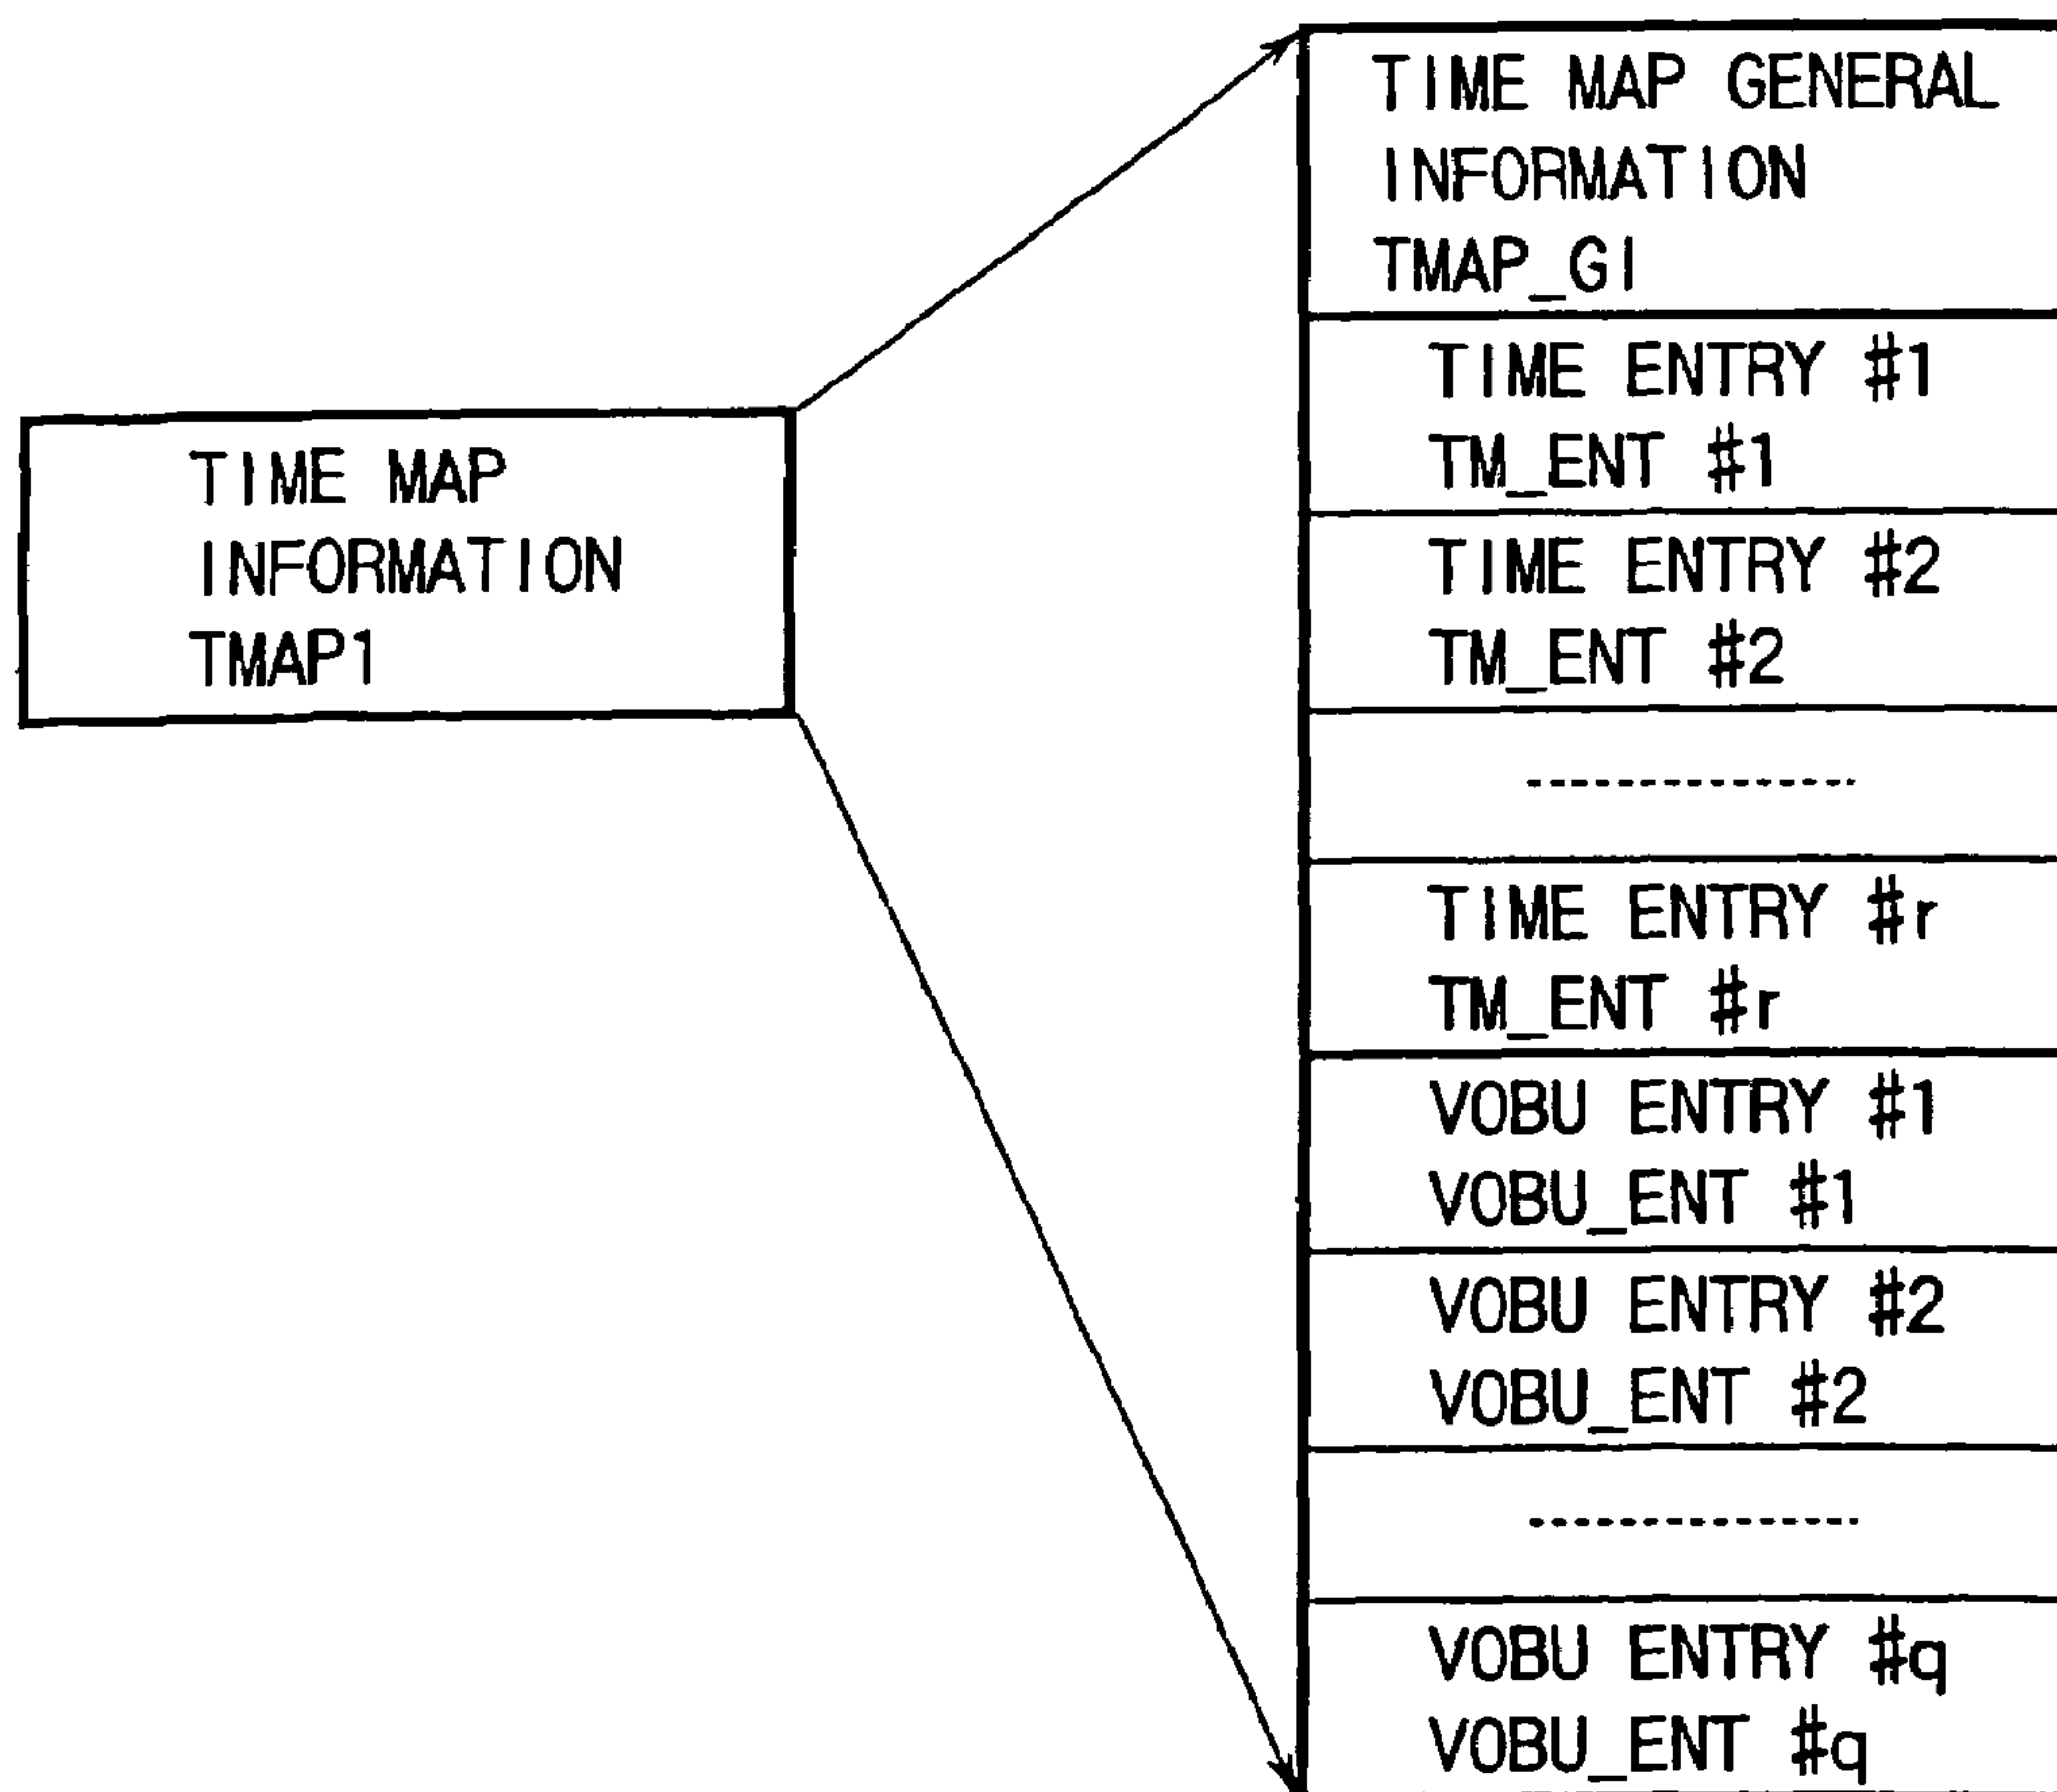 TIME MAP
INFORMATION
TMAP1
TIME MAP GENERAL
INFORMATION
TMAP_GI
TIME ENTRY #1
TM_ENT #1
TIME ENTRY #2
TM_ENT #2
TIME ENTRY #r
TM_ENT #r
VOBU ENTRY #1
VOBU_ENT #1
VOBU ENTRY #2
VOBU_ENT #2
VOBU ENTRY #q
VOBU_ENT #q